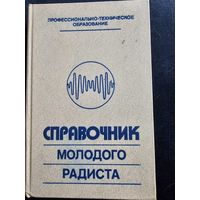 ПРОФЕССИОНАЛЬНО-ТЕХНИЧЕСКОЕ
ОБРАЗОВАНИЕ
СПРАВОЧНИК
МОЛОДОГО
РАДИСТА